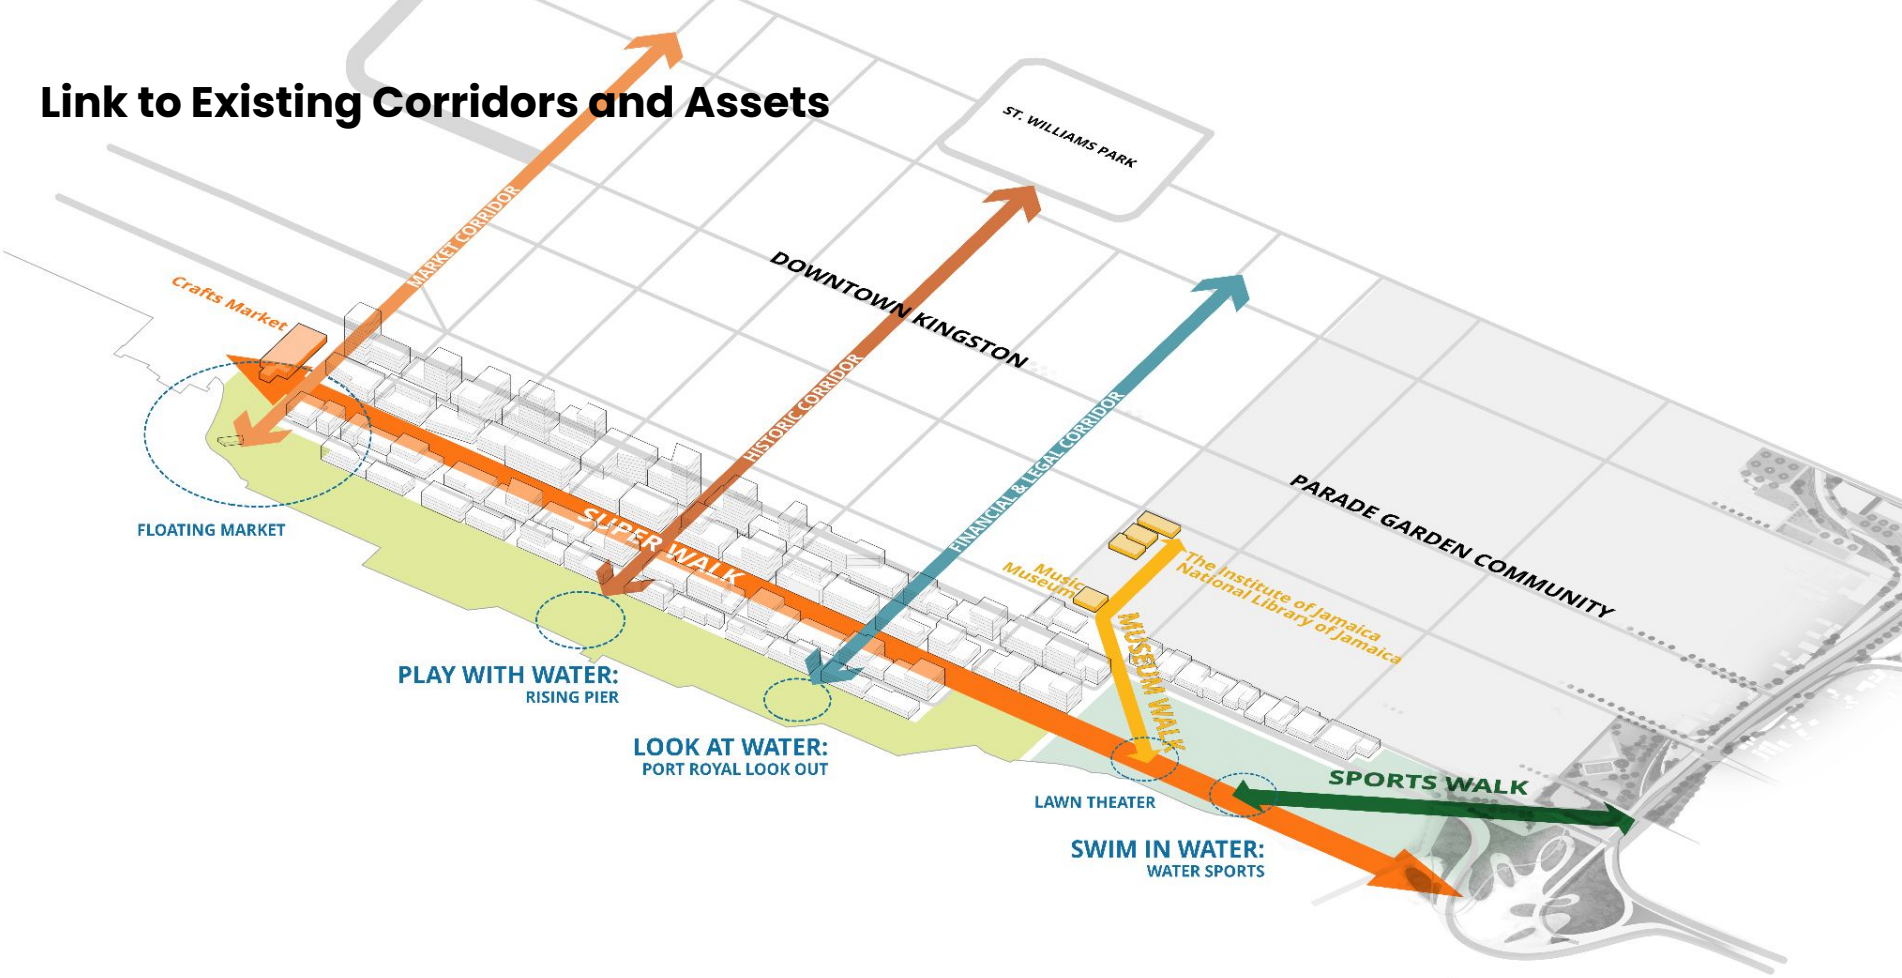 Link to Existing Corridors and Assets
ST. WILLIAMS PARK
MARKET CORRIDOR
DOWNTOWN KINGSTON
Crafts Market
HISTORIC CORRIDOR
FINANCIAL & LEGAL CORRIDOR
PARADE GARDEN COMMUNITY
FLOATING MARKET
SUPER WALK
Music
Museum
The Institute of Jamaica
National Library of Jamaica
MUSEUM WALK
PLAY WITH WATER:
RISING PIER
LOOK AT WATER:
PORT ROYAL LOOK OUT
SPORTS WALK
LAWN THEATER
SWIM IN WATER:
WATER SPORTS